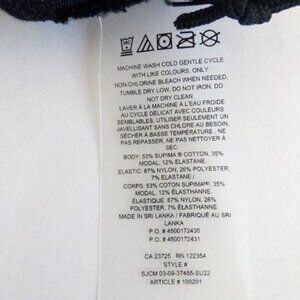 MACHINE WASH COLD GENTLE CYCLE
WITH LIKE COLOURS, ONLY
NON-CHLORINE BLEACH WHEN NEEDED,
TUMBLE DRY LOW, DO NOT IRON, DO
NOT DRY CLEAN
LAVER À LA MACHINE À L'EAU FROIDE
AU CYCLE DÉLICAT AVEC COULEURS
SEMBLABLES, UTILISER SEULEMENT UN
JAVELLISANT SANS CHLORE AU BESOIN,
SÉCHER À BASSE TEMPÉRATURE , NE
PAS REPASSER, NE PAS NETTOYER À
SEC.
BODY: 53% SUPIMA® COTTON, 35%
MODAL, 12% ELASTANE.
ELASTIC: 67% NYLON, 26% POLYESTER,
7% ELASTANE./
CORPS: 53% COTON SUPIMA®, 35%
MODAL, 12% ÉLASTHANNE.
ÉLASTIQUE: 67% NYLON, 26%
POLYESTER, 7% ÉLASTHANNE.
MADE IN SRI LANKA / FABRIQUÉ AU SRI
LANKA
P.O. # 4500172430
P.O. # 4500172431
CA 23725 RN 122354
STYLE #
SJCM 03-09-37485-SU22
ARTICLE # 100201